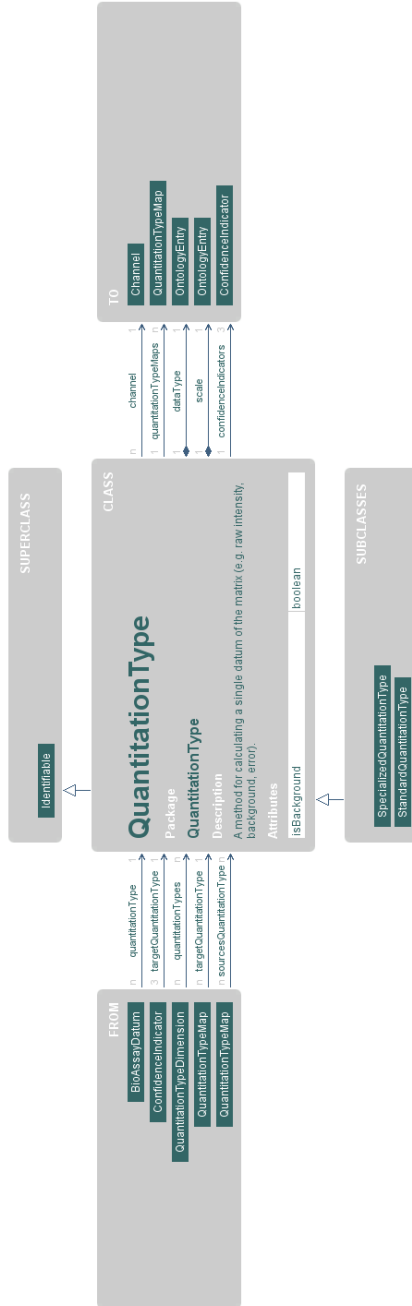 SUPERCLASS
Identifiable
FROM
BioAssayDatum
ConfidenceIndicator
QuantitationTypeDimension
QuantitationTypeMap
QuantitationTypeMap
n quantitationType 1
3 targetQuantitationType 1
n quantitationTypes n
n targetQuantitationType 1
n sourcesQuantitationType n
CLASS
QuantitationType
Package
QuantitationType
Description
A method for calculating a single datum of the matrix (e.g. raw intensity,
background, error).
Attributes
isBackground boolean
n channel 1
1 quantitationTypeMaps n
1 dataType 1
1 scale 1
1 confidenceIndicators 3
TO
Channel
QuantitationTypeMap
OntologyEntry
OntologyEntry
ConfidenceIndicator
SUBCLASSES
SpecializedQuantitationType
StandardQuantitationType